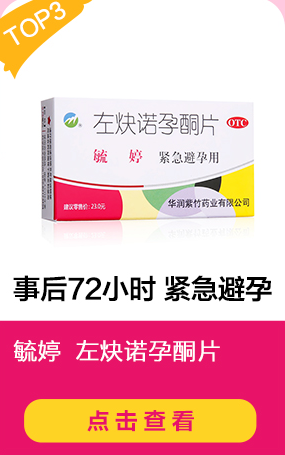 TOP3
左炔诺孕酮片
OTC
毓婷 紧急避孕用
建议零售价：23.0元
华润紫竹药业有限公司
事后72小时 紧急避孕
毓婷 左炔诺孕酮片
点击查看